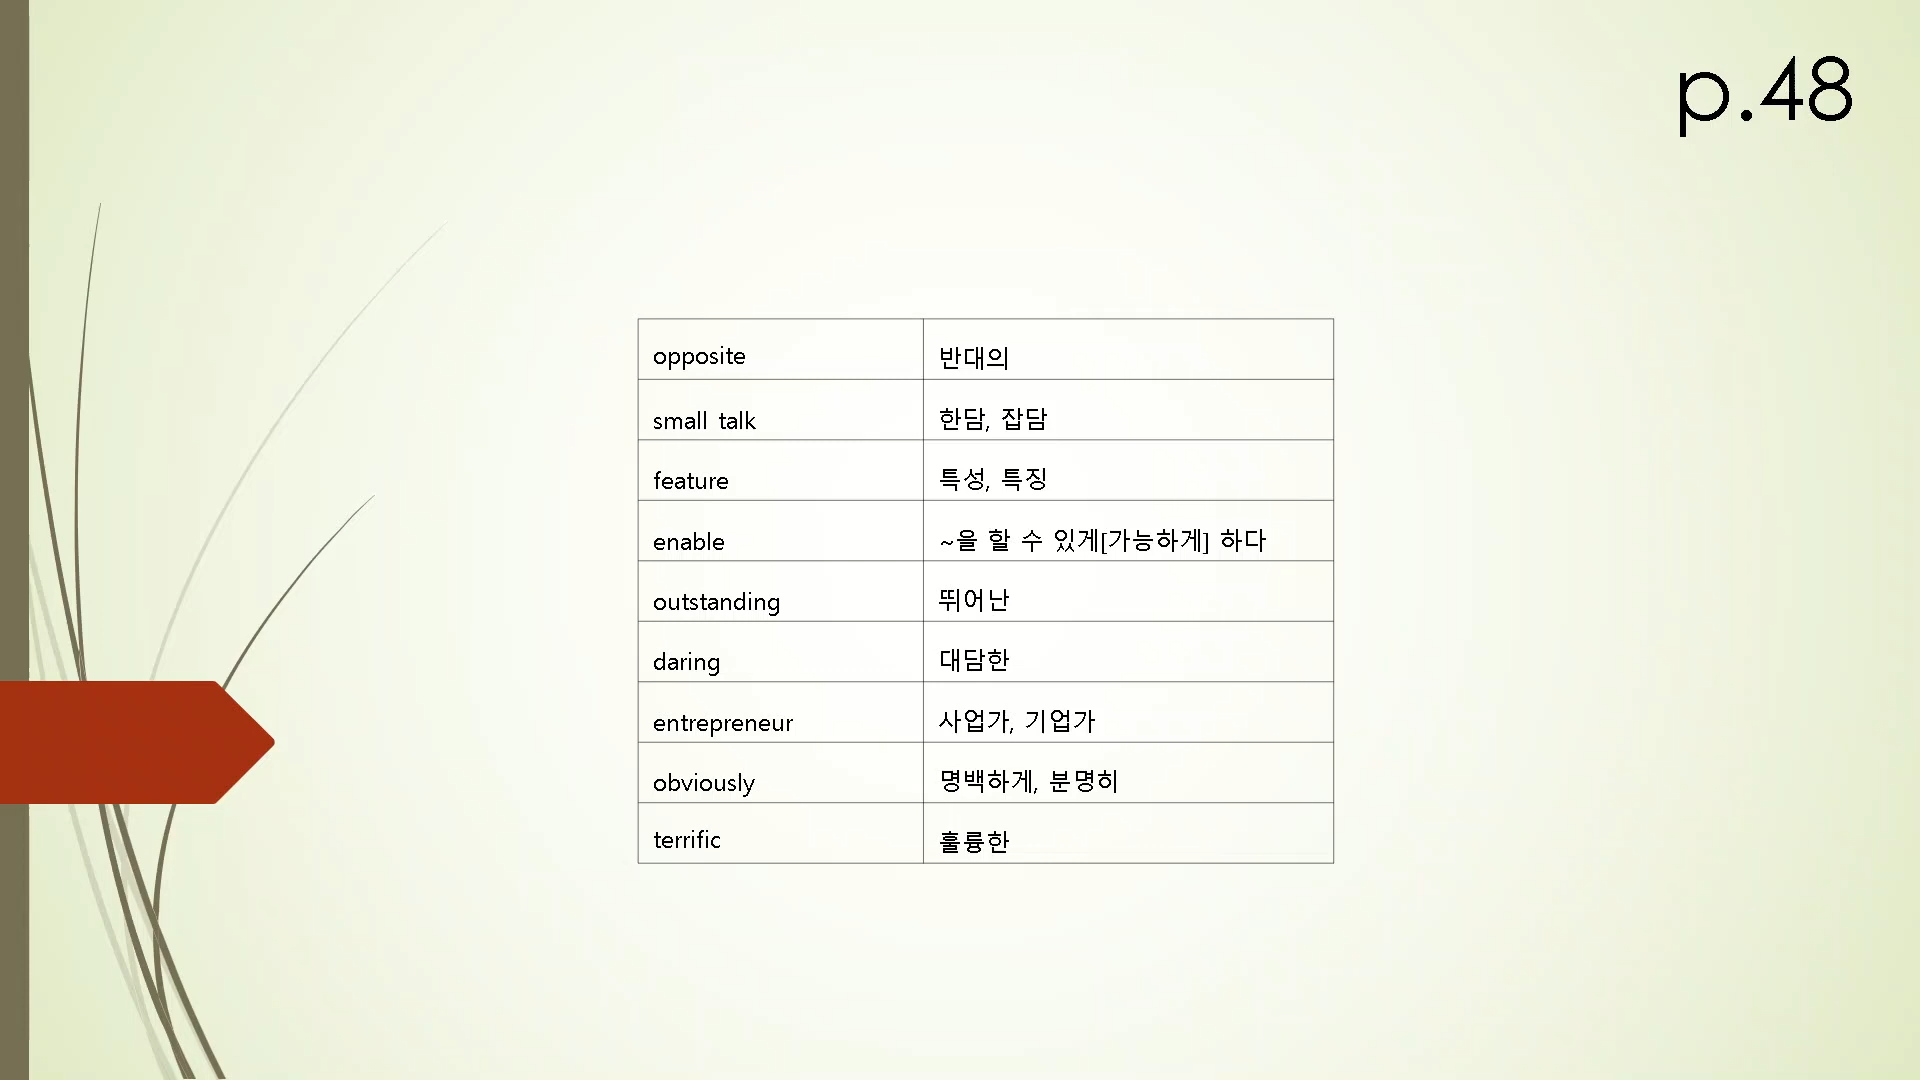 p.48
opposite 반대의
small talk 한담, 잡담
feature 특성, 특징
enable ~을 할 수 있게[가능하게] 하다
outstanding 뛰어난
daring 대담한
entrepreneur 사업가, 기업가
obviously 명백하게, 분명히
terrific 훌륭한